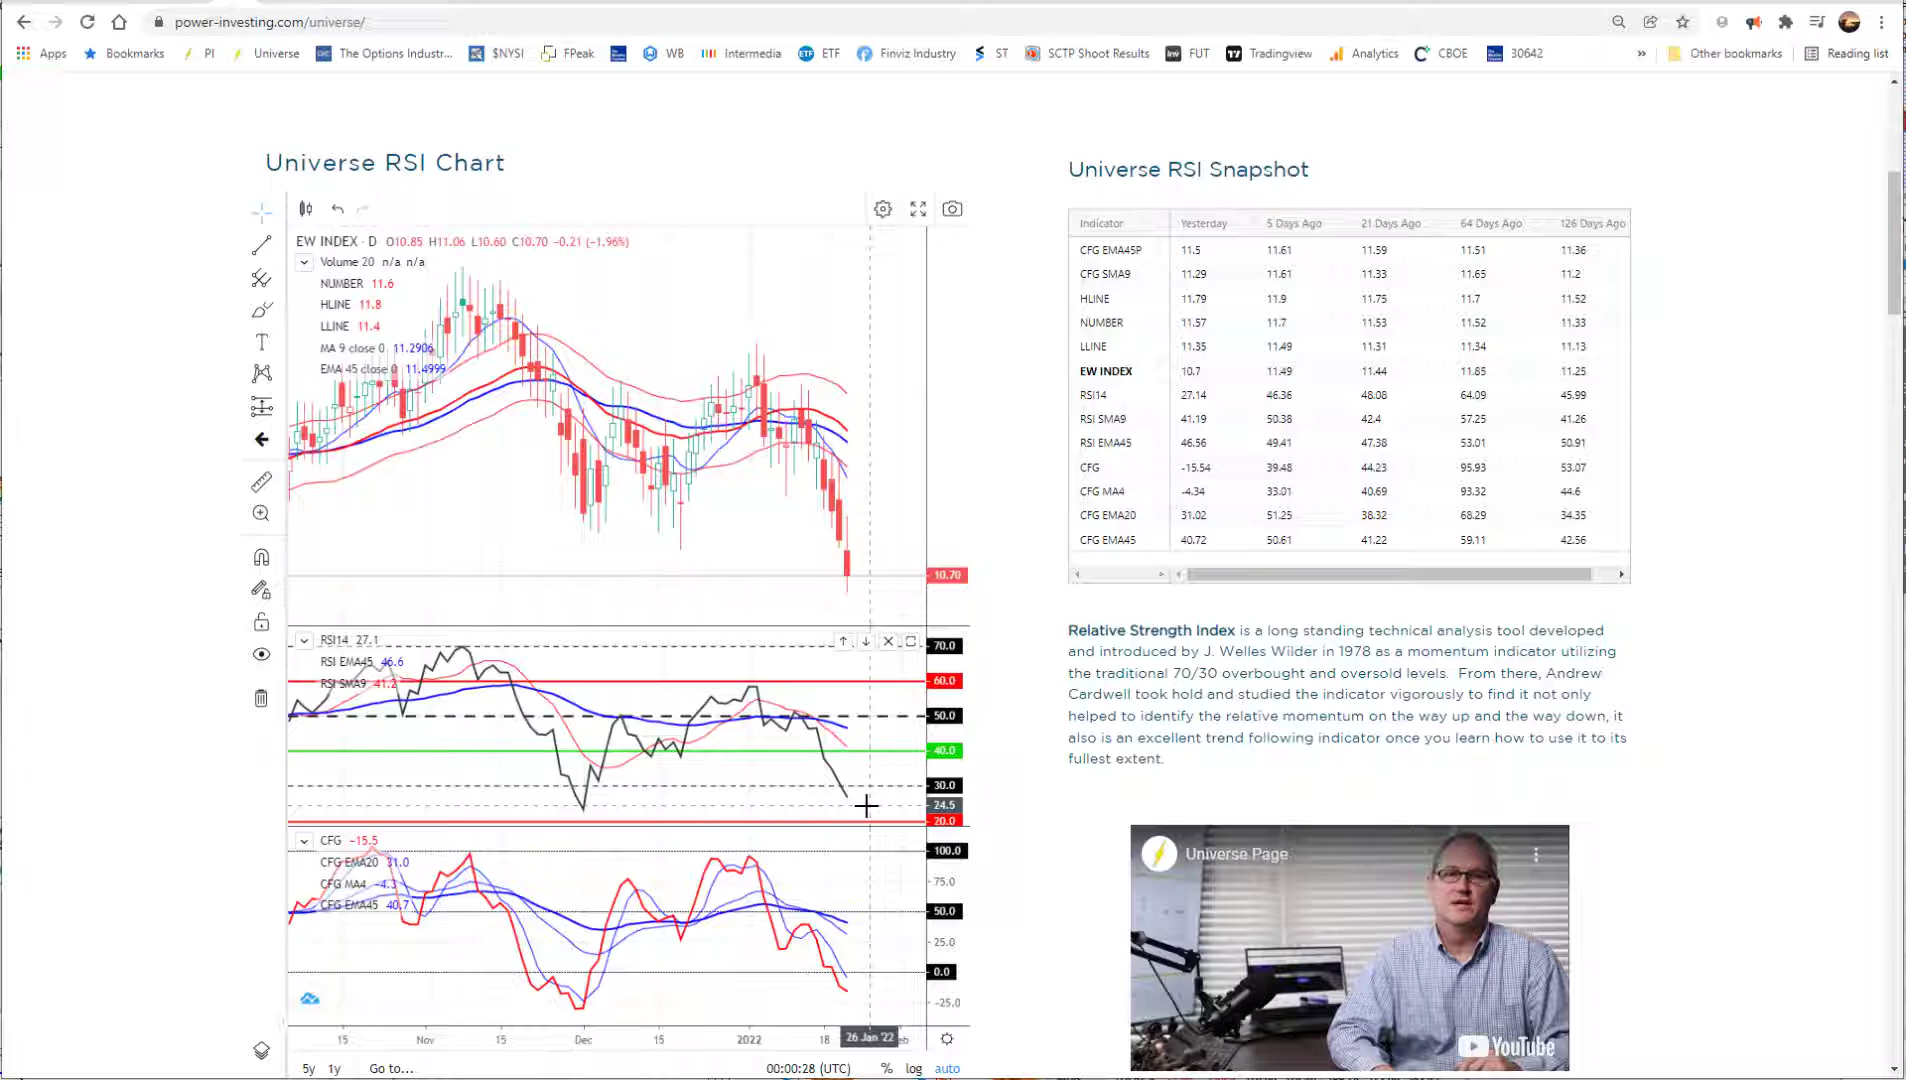 power-investing.com/universe/
Apps Bookmarks PI Universe The Options Industr... $NYSI FPeak WB Intermedia ETF Finviz Industry ST SCTP Shoot Results FUT Tradingview Analytics CBOE 30642 » Other bookmarks Reading list
Universe RSI Chart
EW INDEX · D O10.85 H11.06 L10.60 C10.70 -0.21 (-1.96%)
Volume 20 n/a n/a
NUMBER 11.6
HLINE 11.8
LLINE 11.4
MA 9 close 0 11.2906
EMA 45 close 0 11.4999
10.70
RSI14 27.1
RSI EMA45 46.6
RSI SMA9 41.2
70.0
60.0
50.0
40.0
30.0
24.5
20.0
CFG -15.5
CFG EMA20 31.0
CFG MA4 -4.3
CFG EMA45 40.7
100.0
75.0
50.0
25.0
0.0
-25.0
15 Nov 15 Dec 15 2022 18 26 Jan '22 eb
5y 1y Go to... 00:00:28 (UTC) % log auto
Universe RSI Snapshot
Indicator Yesterday 5 Days Ago 21 Days Ago 64 Days Ago 126 Days Ago
CFG EMA45P 11.5 11.61 11.59 11.51 11.36
CFG SMA9 11.29 11.61 11.33 11.65 11.2
HLINE 11.79 11.9 11.75 11.7 11.52
NUMBER 11.57 11.7 11.53 11.52 11.33
LLINE 11.35 11.49 11.31 11.34 11.13
EW INDEX 10.7 11.49 11.44 11.85 11.25
RSI14 27.14 46.36 48.08 64.09 45.99
RSI SMA9 41.19 50.38 42.4 57.25 41.26
RSI EMA45 46.56 49.41 47.38 53.01 50.91
CFG -15.54 39.48 44.23 95.93 53.07
CFG MA4 -4.34 33.01 40.69 93.32 44.6
CFG EMA20 31.02 51.25 38.32 68.29 34.35
CFG EMA45 40.72 50.61 41.22 59.11 42.56
Relative Strength Index is a long standing technical analysis tool developed
and introduced by J. Welles Wilder in 1978 as a momentum indicator utilizing
the traditional 70/30 overbought and oversold levels. From there, Andrew
Cardwell took hold and studied the indicator vigorously to find it not only
helped to identify the relative momentum on the way up and the way down, it
also is an excellent trend following indicator once you learn how to use it to its
fullest extent.
Universe Page
YouTube